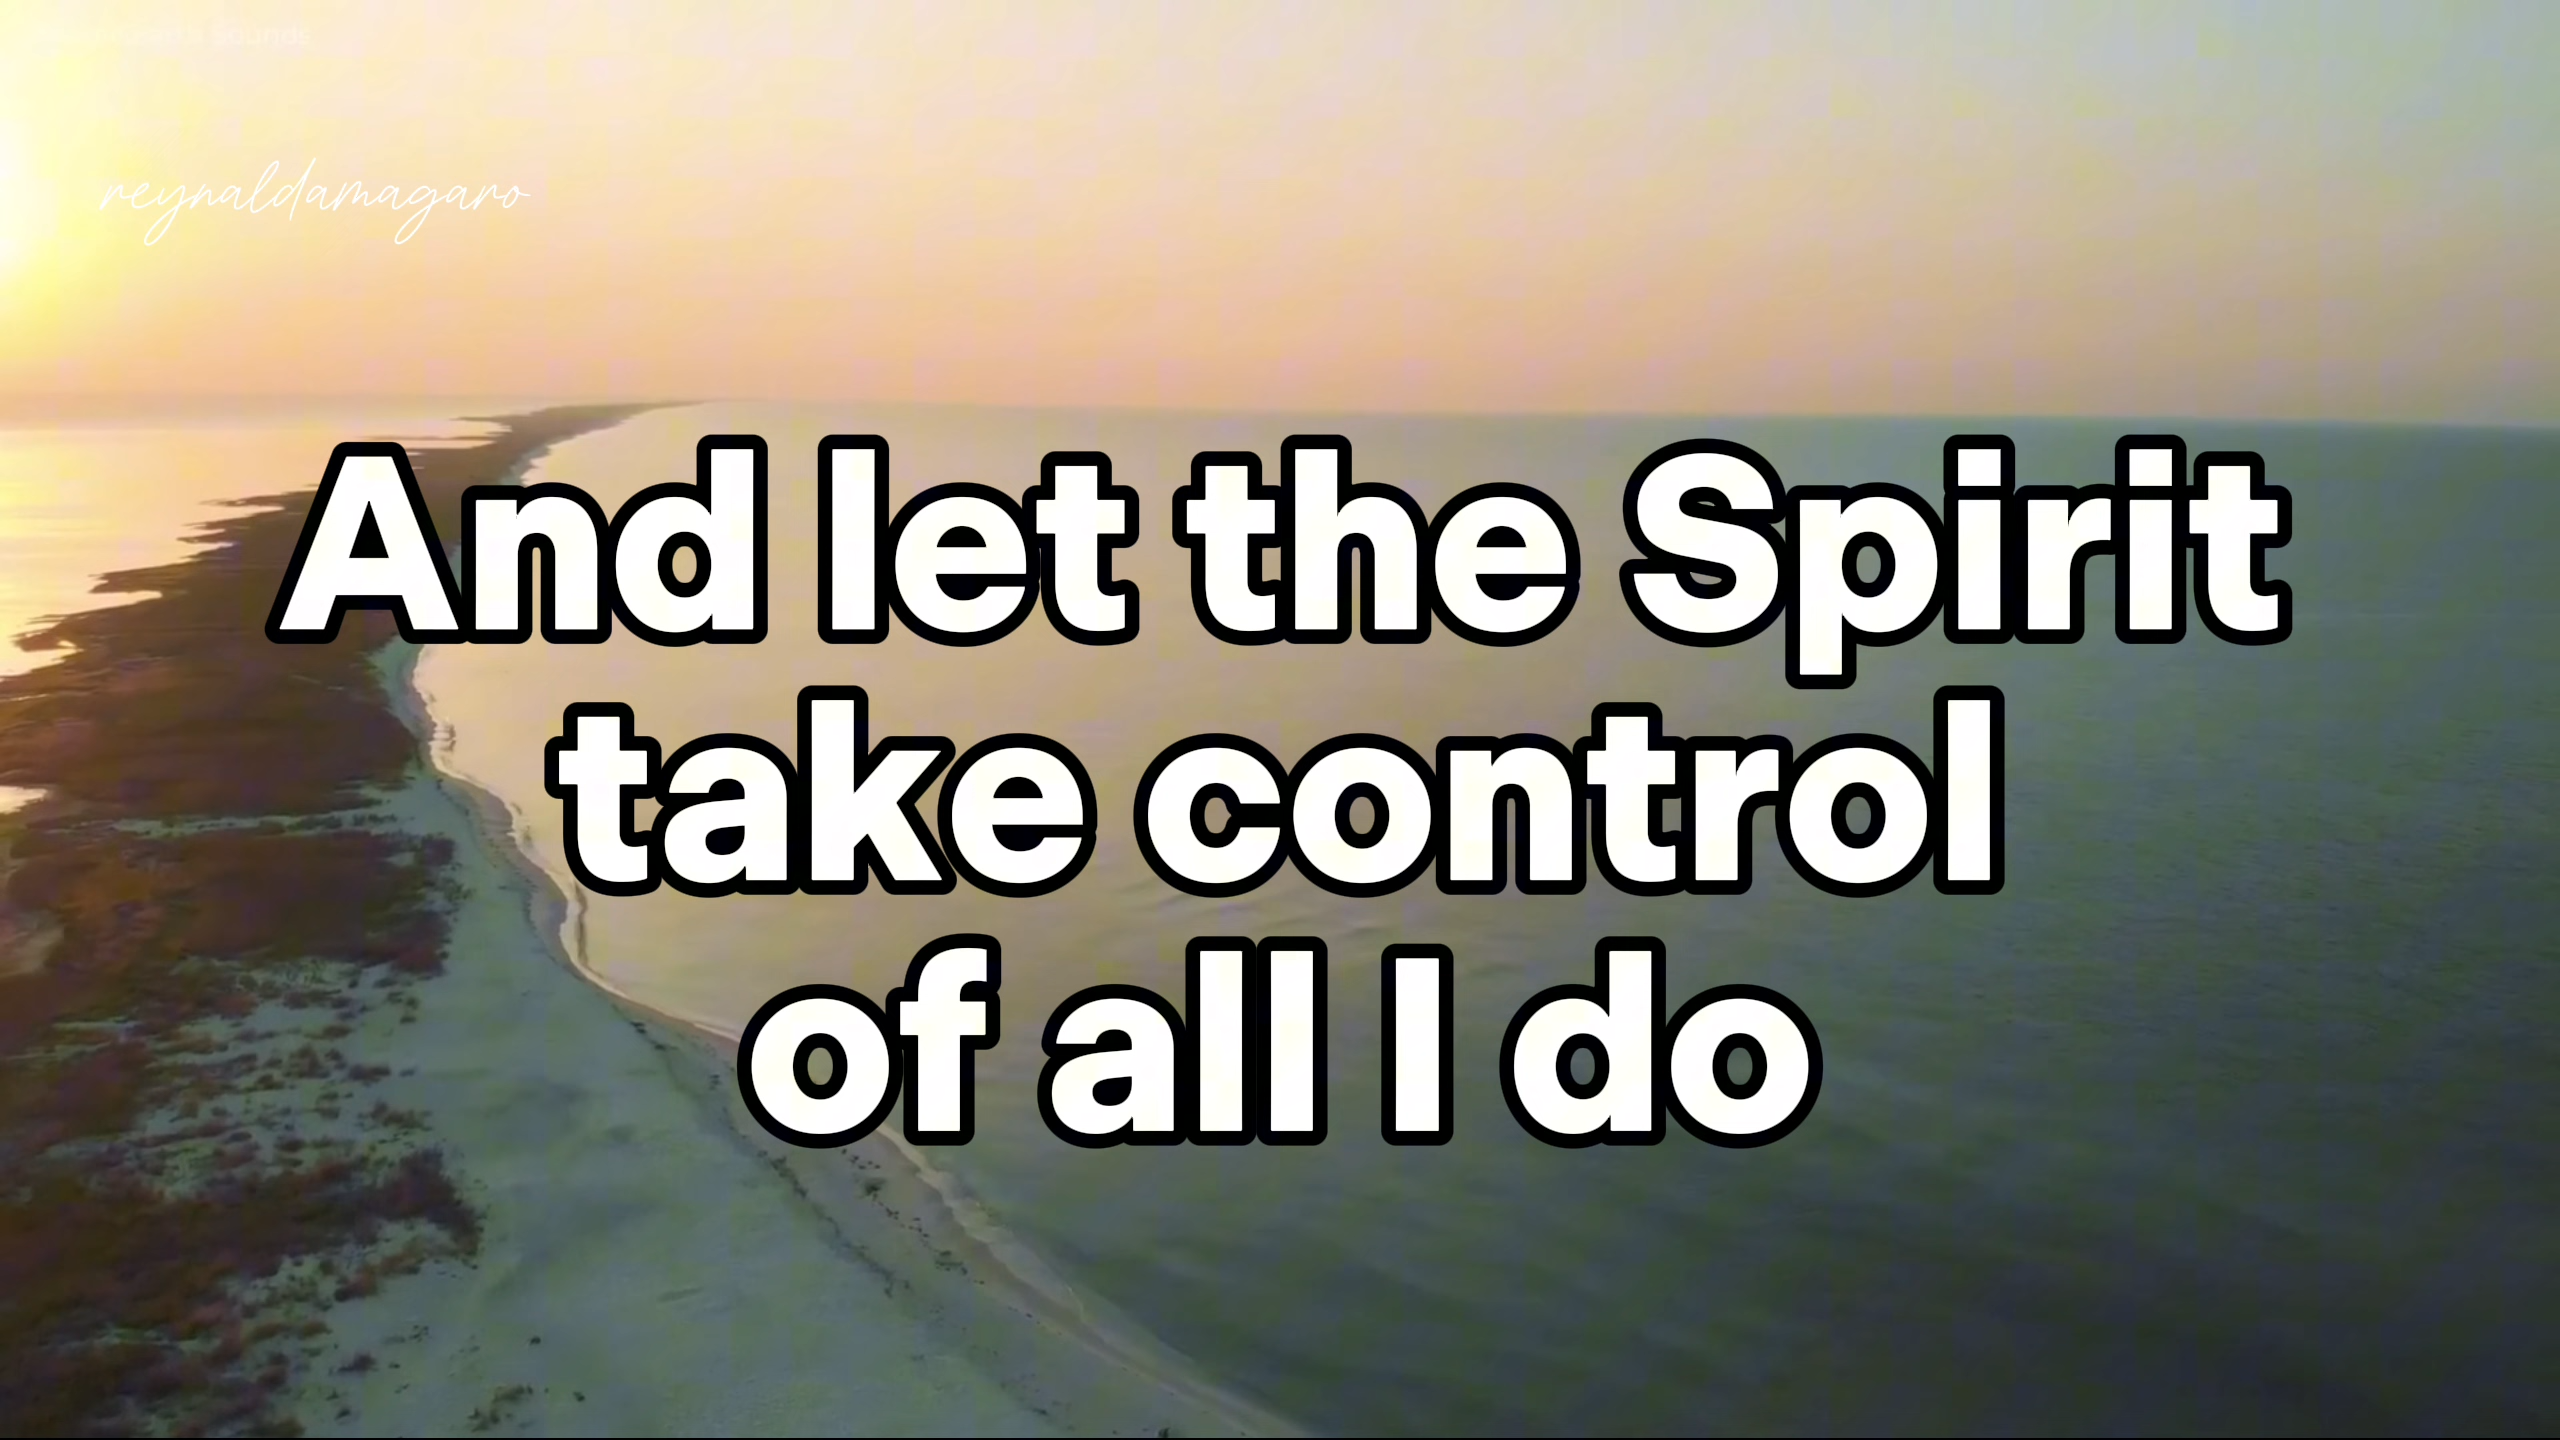 reynaldamagaro
And let the Spirit
take control
of all I do